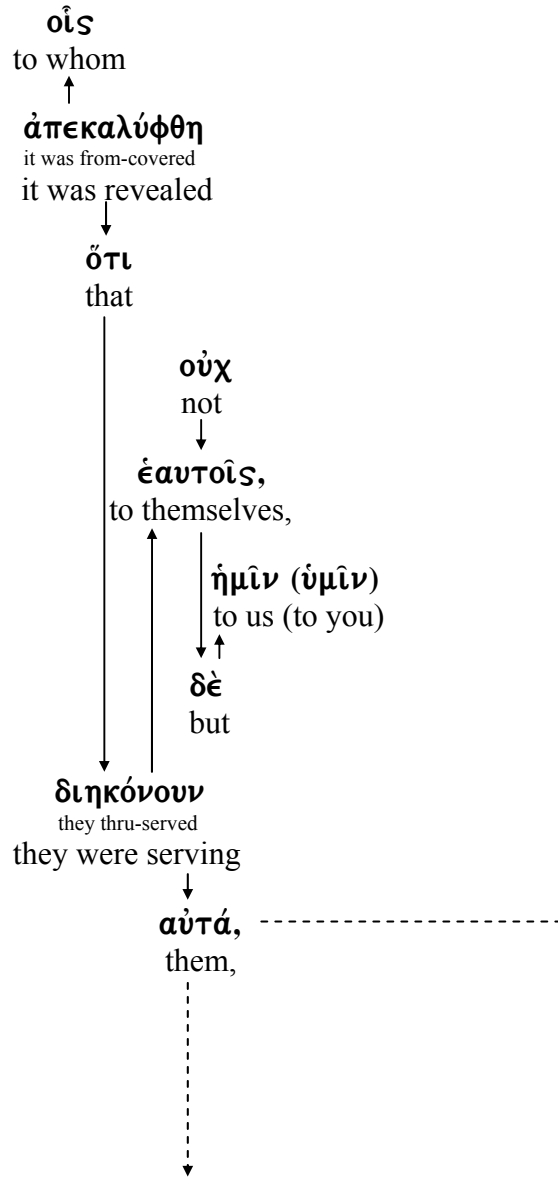 οἷς
to whom
ἀπεκαλύφθη
it was from-covered
it was revealed
ὅτι
that
οὐχ
not
ἑαυτοῖς,
to themselves,
ἡμῖν (ὑμῖν)
to us (to you)
δὲ
but
διηκόνουν
they thru-served
they were serving
αὐτά,
them,